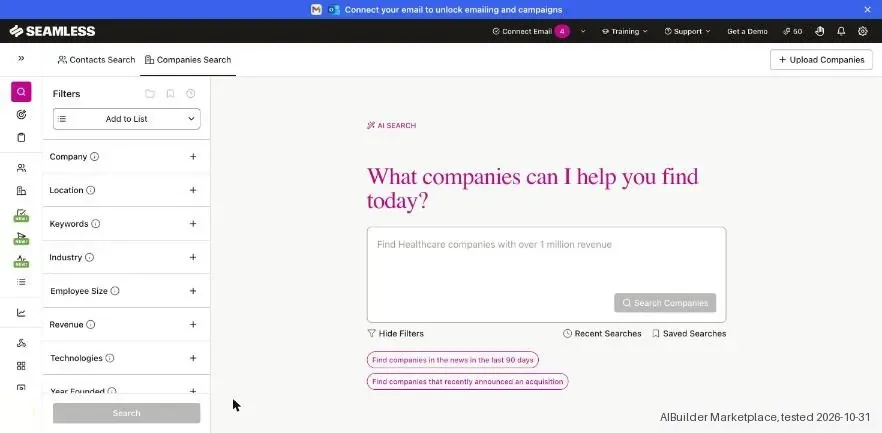 Connect your email to unlock emailing and campaigns
SEAMLESS
Connect Email 4 Training Support Get a Demo 50
Contacts Search Companies Search Upload Companies
Filters
Add to List
Company
Location
Keywords
Industry
Employee Size
Revenue
Technologies
Year Founded
Search
NEW!
NEW!
NEW!
AI SEARCH
What companies can I help you find
today?
Find Healthcare companies with over 1 million revenue
Search Companies
Hide Filters Recent Searches Saved Searches
Find companies in the news in the last 90 days
Find companies that recently announced an acquisition
AIBuilder Marketplace, tested 2026-10-31